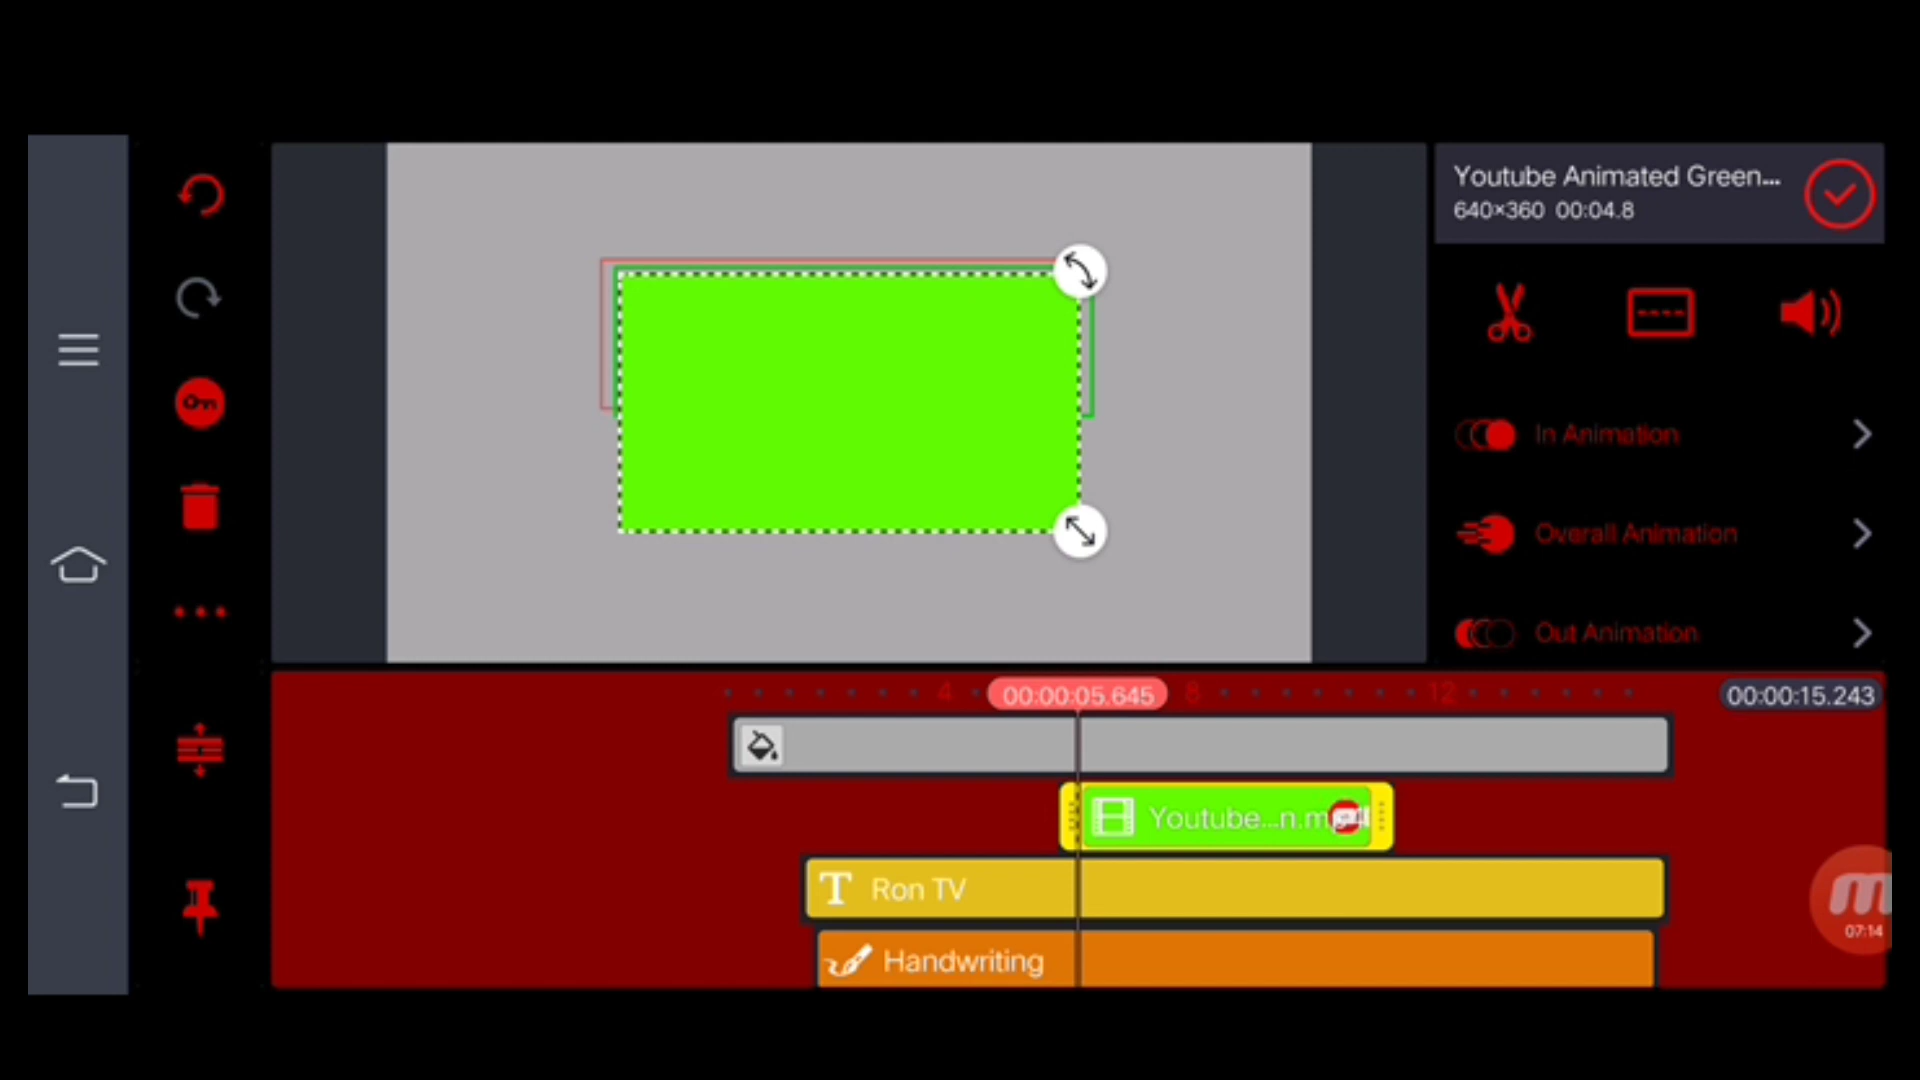 Youtube Animated Green...
640×360 00:04.8
In Animation
Overall Animation
Out Animation
4
00:00:05.645
8
12
00:00:15.243
Youtube...n.mp4
T Ron TV
Handwriting
m
07:14